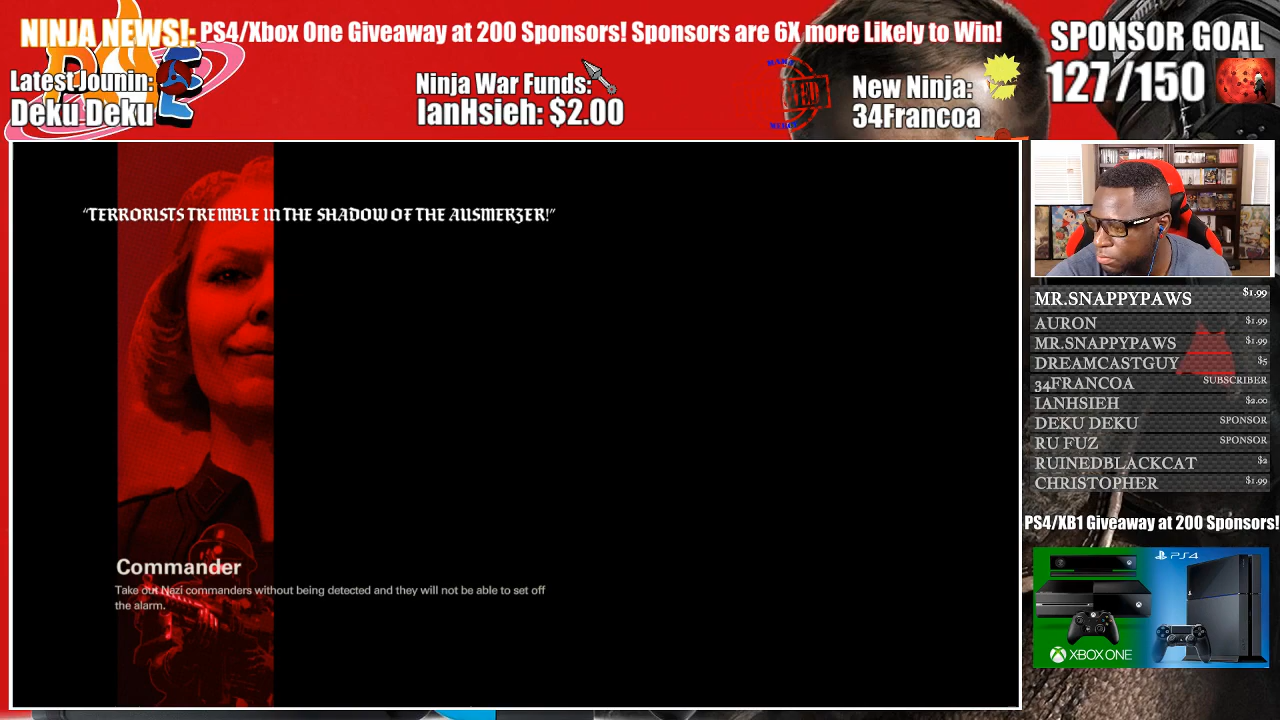 NINJA NEWS!: PS4/Xbox One Giveaway at 200 Sponsors! Sponsors are 6X more Likely to Win!
SPONSOR GOAL
127/150
Latest Jounin:
Deku Deku
Ninja War Funds:
IanHsieh: $2.00
New Ninja:
34Francoa
“TERRORISTS TREMBLE IN THE SHADOW OF THE AUSMERZER!”
Commander
Take out Nazi commanders without being detected and they will not be able to set off
the alarm.
MR.SNAPPYPAWS $1.99
AURON $1.99
MR.SNAPPYPAWS $1.99
DREAMCASTGUY $5
34FRANCOA SUBSCRIBER
IANHSIEH $2.00
DEKU DEKU SPONSOR
RU FUZ SPONSOR
RUINEDBLACKCAT $2
CHRISTOPHER $1.99
PS4/XB1 Giveaway at 200 Sponsors!
PS4
XBOX ONE